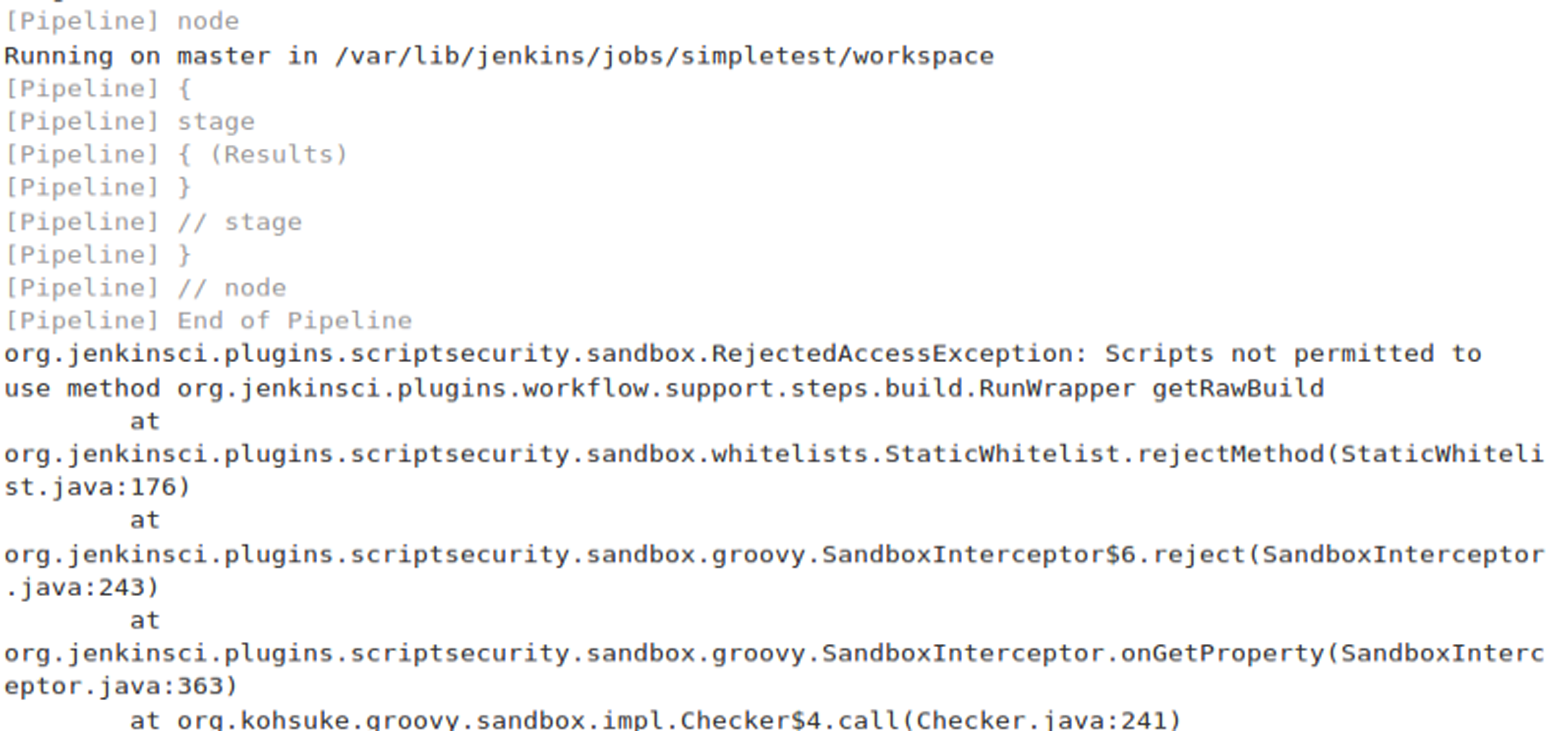 [Pipeline] node
Running on master in /var/lib/jenkins/jobs/simpletest/workspace
[Pipeline] {
[Pipeline] stage
[Pipeline] { (Results)
[Pipeline] }
[Pipeline] // stage
[Pipeline] }
[Pipeline] // node
[Pipeline] End of Pipeline
org.jenkinsci.plugins.scriptsecurity.sandbox.RejectedAccessException: Scripts not permitted to
use method org.jenkinsci.plugins.workflow.support.steps.build.RunWrapper getRawBuild
at
org.jenkinsci.plugins.scriptsecurity.sandbox.whitelists.StaticWhitelist.rejectMethod(StaticWhiteli
st.java:176)
at
org.jenkinsci.plugins.scriptsecurity.sandbox.groovy.SandboxInterceptor$6.reject(SandboxInterceptor
.java:243)
at
org.jenkinsci.plugins.scriptsecurity.sandbox.groovy.SandboxInterceptor.onGetProperty(SandboxInterc
eptor.java:363)
at org.kohsuke.groovy.sandbox.impl.Checker$4.call(Checker.java:241)